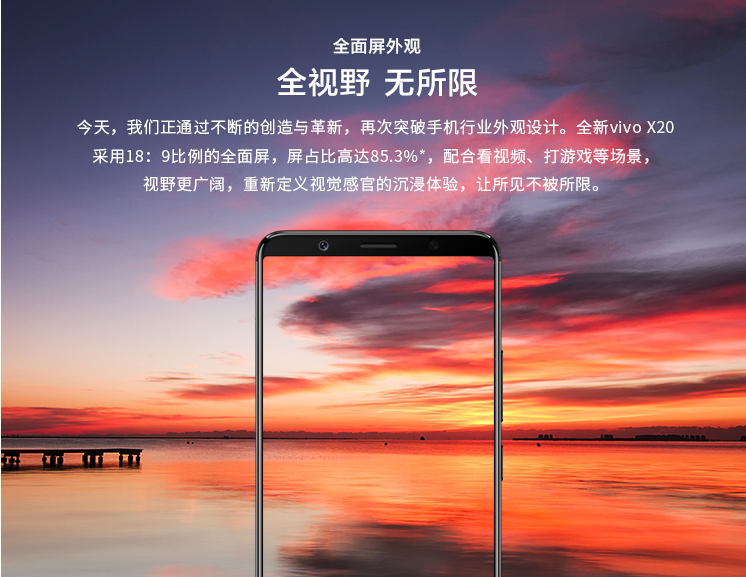 全面屏外观
全视野 无所限
今天，我们正通过不断的创造与革新，再次突破手机行业外观设计。全新vivo X20
采用18：9比例的全面屏，屏占比高达85.3%*，配合看视频、打游戏等场景，
视野更广阔，重新定义视觉感官的沉浸体验，让所见不被所限。